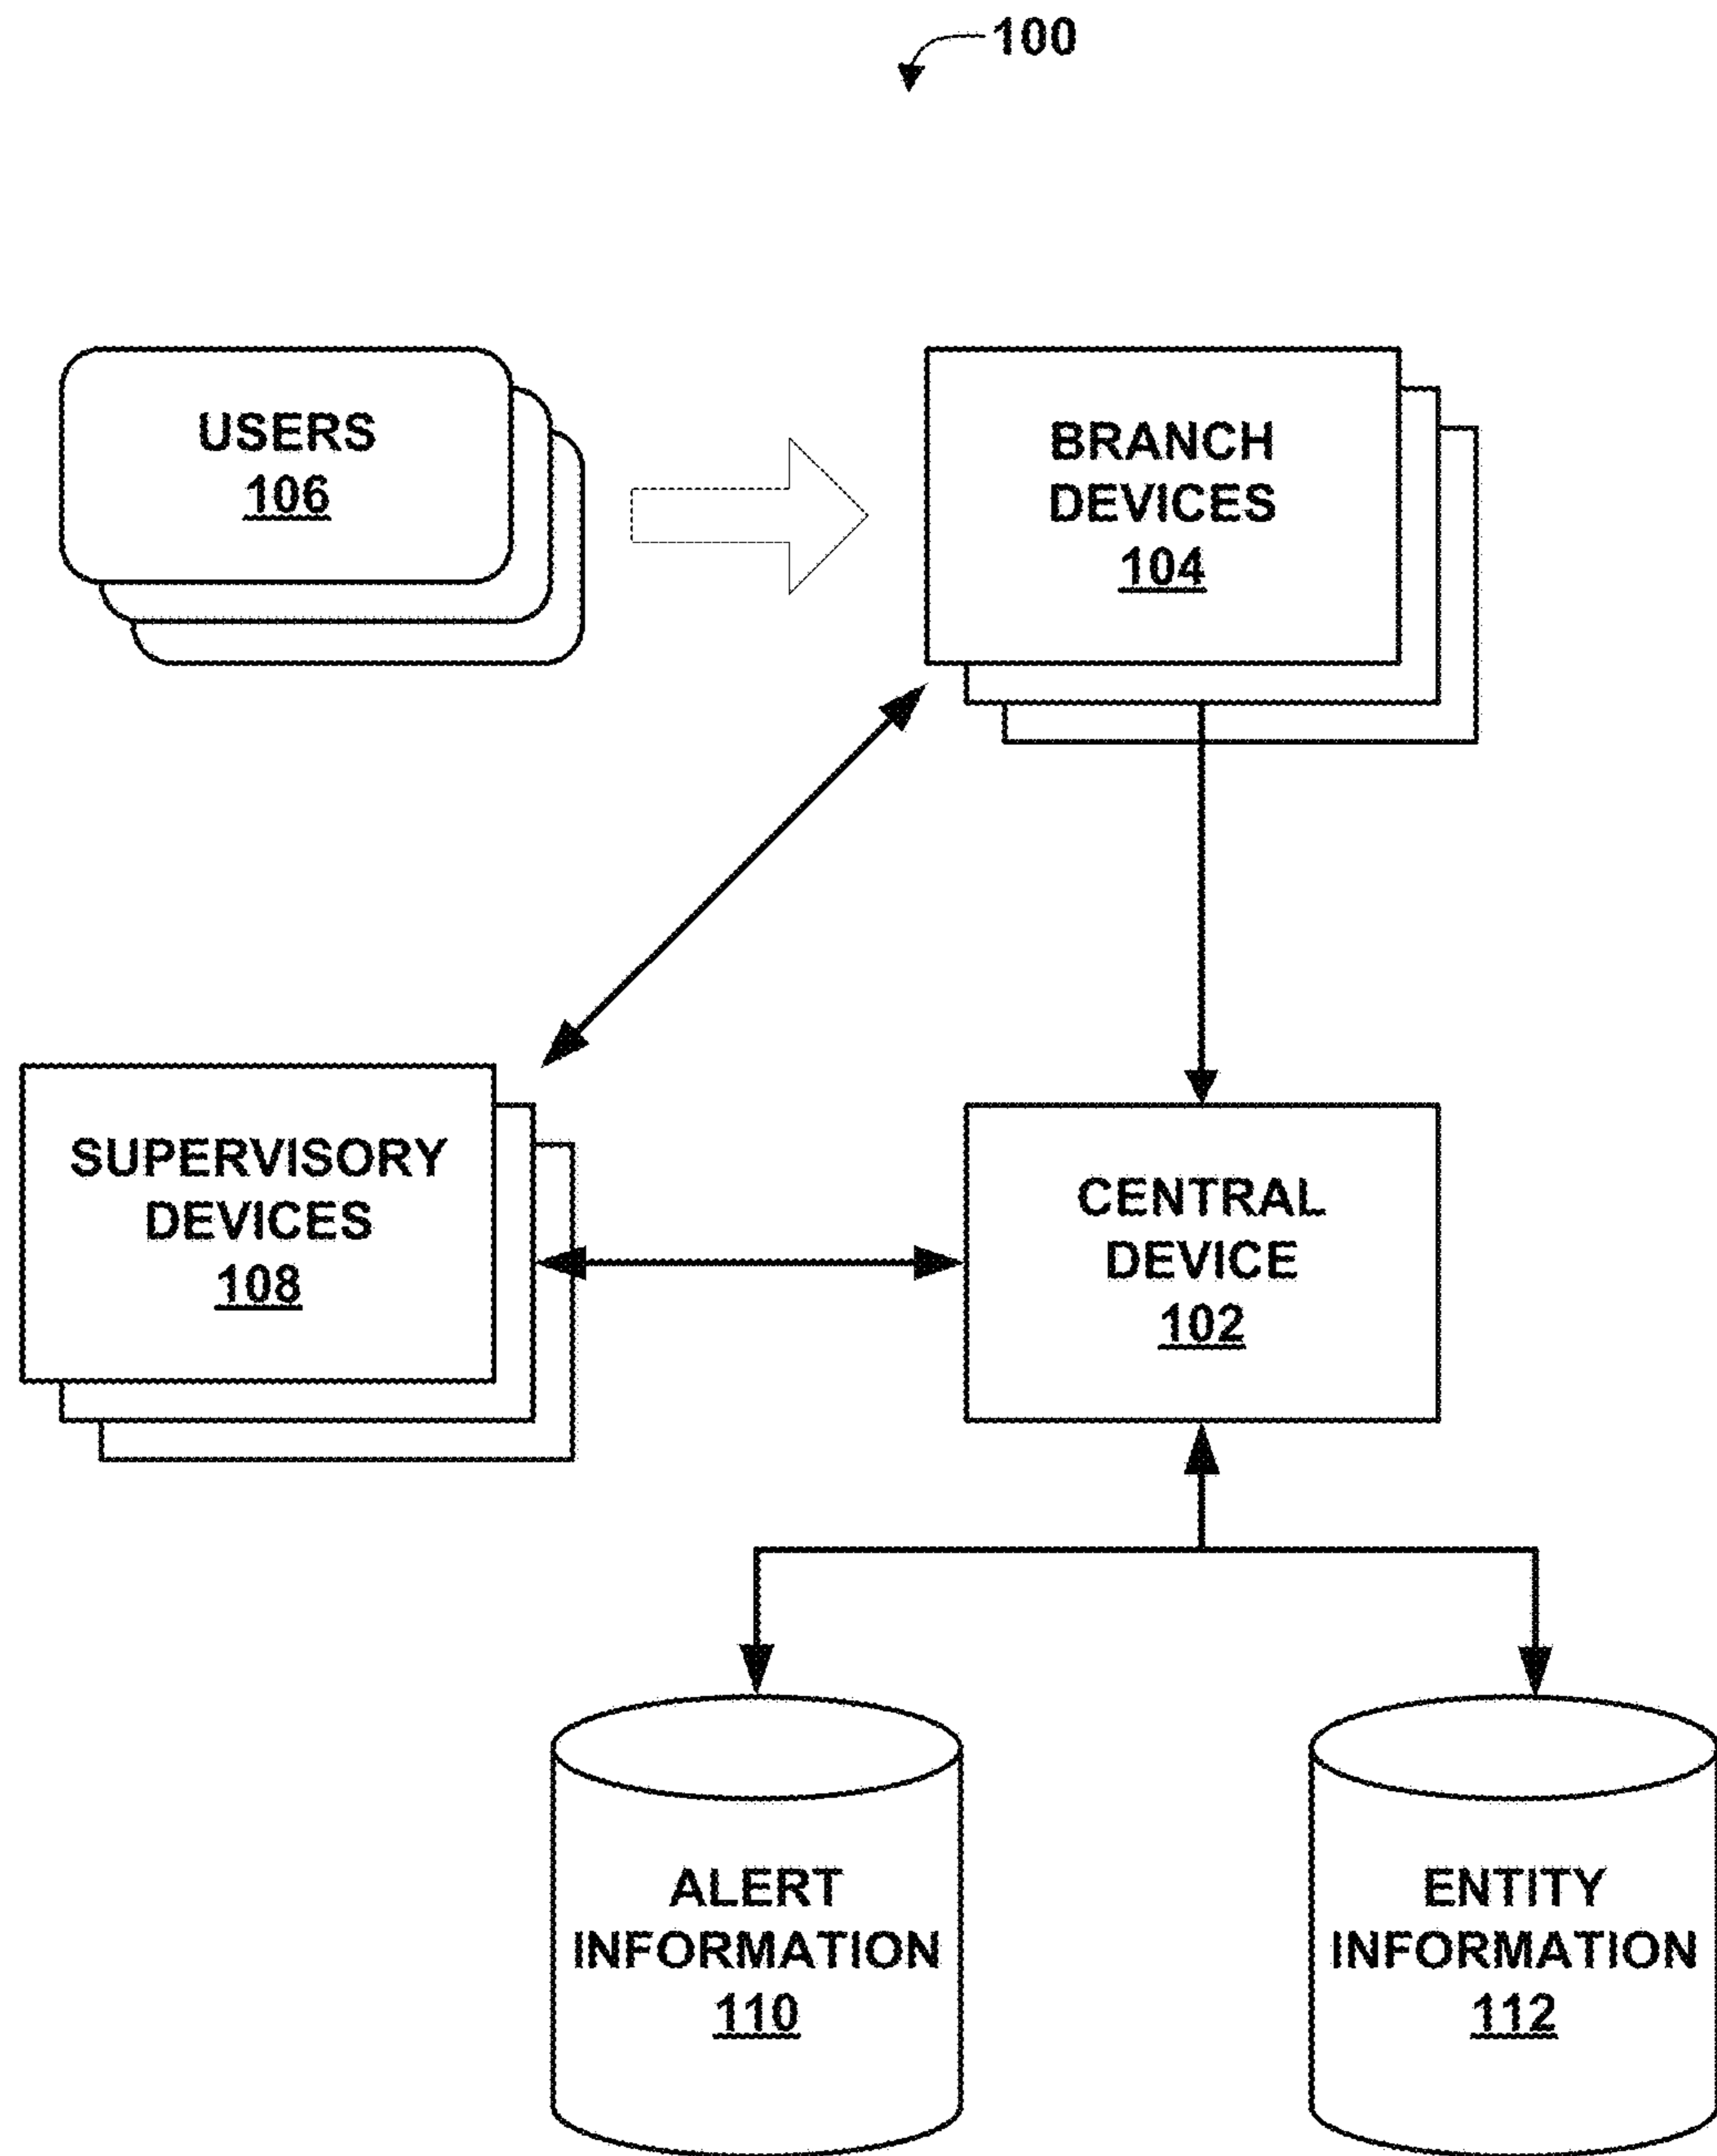 100
USERS
106
BRANCH
DEVICES
104
SUPERVISORY
DEVICES
108
CENTRAL
DEVICE
102
ALERT
INFORMATION
110
ENTITY
INFORMATION
112